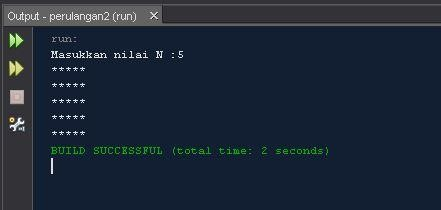 Output - perulangan2 (run)
run:
Masukkan nilai N :5
*****
*****
*****
*****
*****
BUILD SUCCESSFUL (total time: 2 seconds)